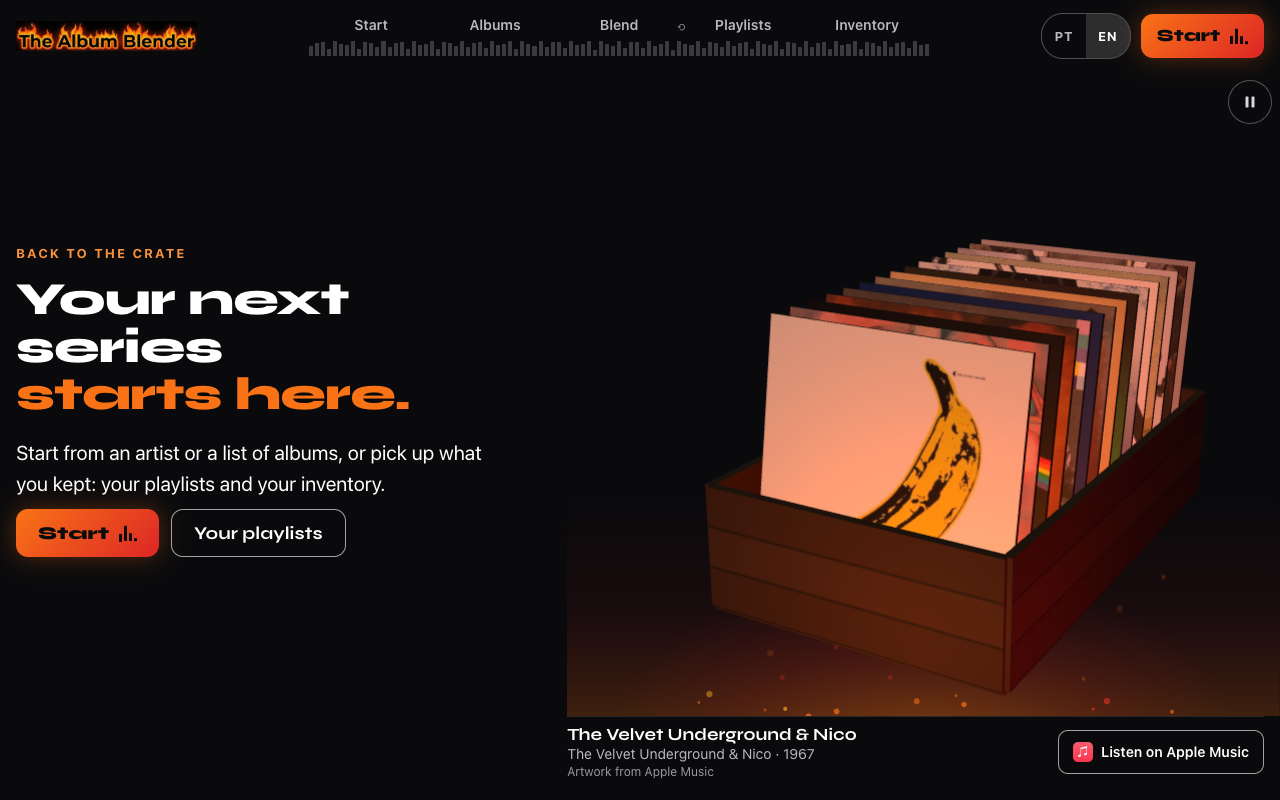 The Album Blender
Start
Albums
Blend
Playlists
Inventory
PT
EN
Start
BACK TO THE CRATE
Your next
series
starts here.
Start from an artist or a list of albums, or pick up what
you kept: your playlists and your inventory.
Start
Your playlists
The Velvet Underground & Nico
The Velvet Underground & Nico · 1967
Artwork from Apple Music
Listen on Apple Music